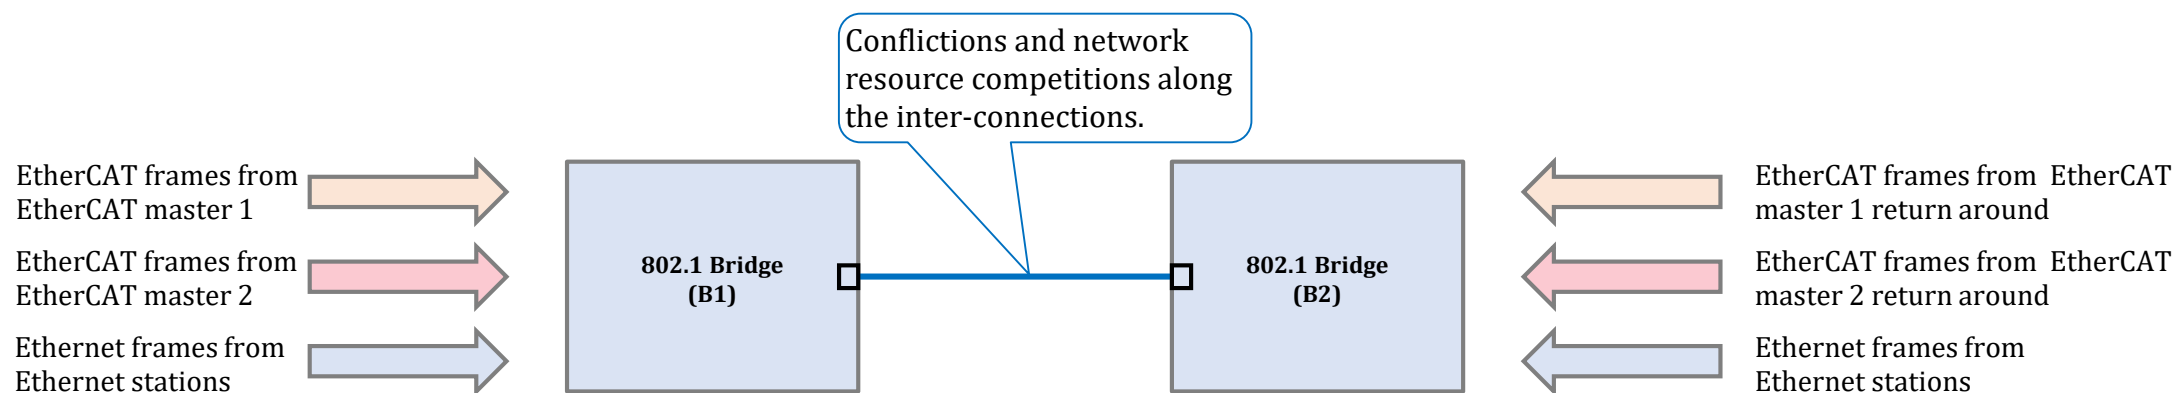 Conflictions and network
resource competitions along
the inter-connections.
EtherCAT frames from
EtherCAT master 1
EtherCAT frames from
EtherCAT master 2
Ethernet frames from
Ethernet stations
802.1 Bridge
(B1)
802.1 Bridge
(B2)
EtherCAT frames from EtherCAT
master 1 return around
EtherCAT frames from EtherCAT
master 2 return around
Ethernet frames from
Ethernet stations